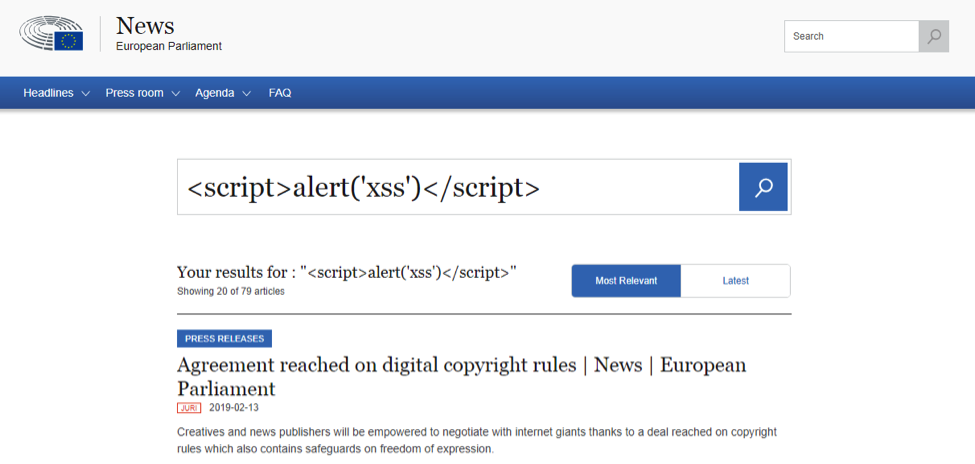 News
European Parliament
Search
Headlines Press room Agenda FAQ
<script>alert('xss')</script>
Your results for : "<script>alert('xss')</script>"
Showing 20 of 79 articles
Most Relevant Latest
PRESS RELEASES
Agreement reached on digital copyright rules | News | European
Parliament
JURI 2019-02-13
Creatives and news publishers will be empowered to negotiate with internet giants thanks to a deal reached on copyright
rules which also contains safeguards on freedom of expression.